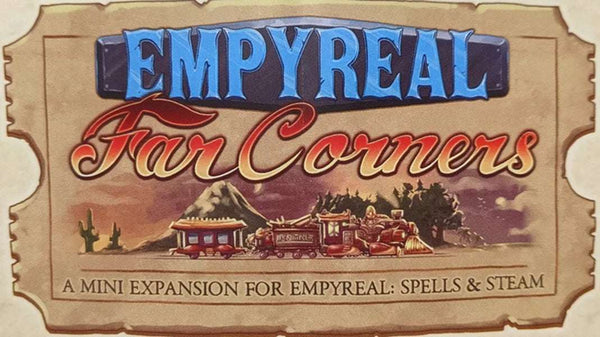 EMPYREAL
Far Corners
A MINI EXPANSION FOR EMPYREAL: SPELLS & STEAM